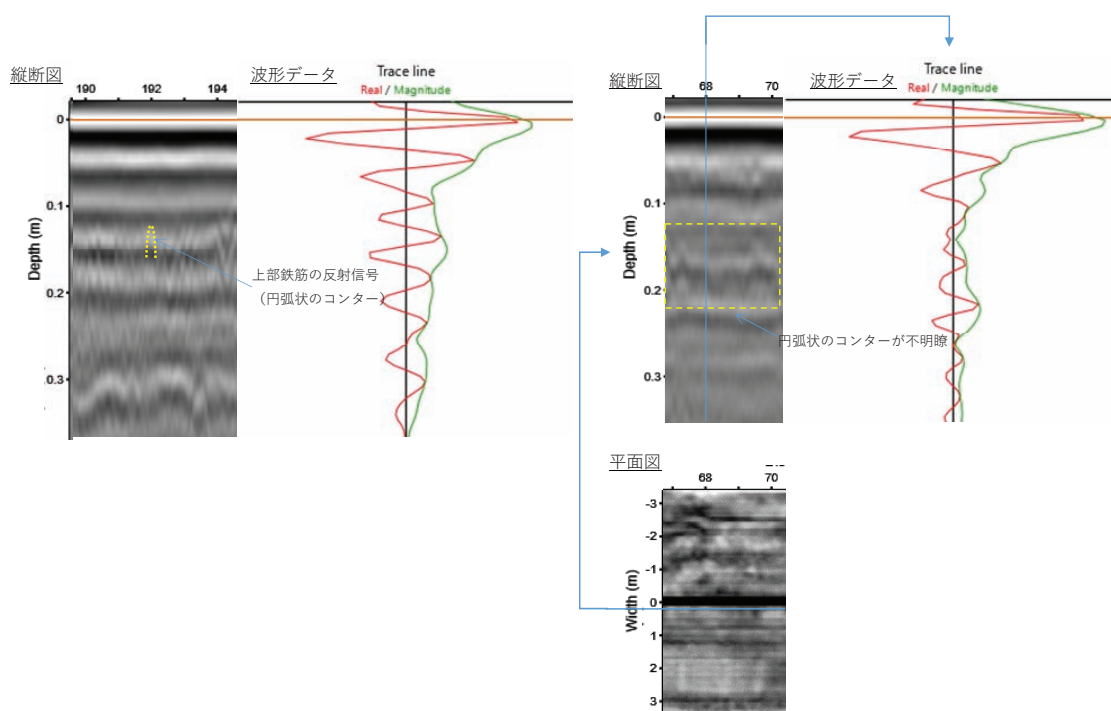 縦断図
波形データ
Trace line
Real / Magnitude
190 192 194
0
0.1
0.2
0.3
Depth (m)
上部鉄筋の反射信号
（円弧状のコンター）
縦断図
波形データ
Trace line
Real / Magnitude
68 70
0
0.1
0.2
0.3
Depth (m)
円弧状のコンターが不明瞭
平面図
68 70
-3
-2
-1
0
1
2
3
Width (m)